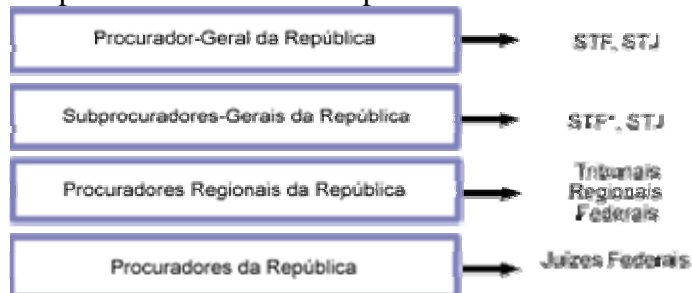 Procurador-Geral da República
STF, STJ
Subprocuradores-Gerais da República
STF*, STJ
Procuradores Regionais da República
Tribunais
Regionais
Federais
Procuradores da República
Juízes Federais